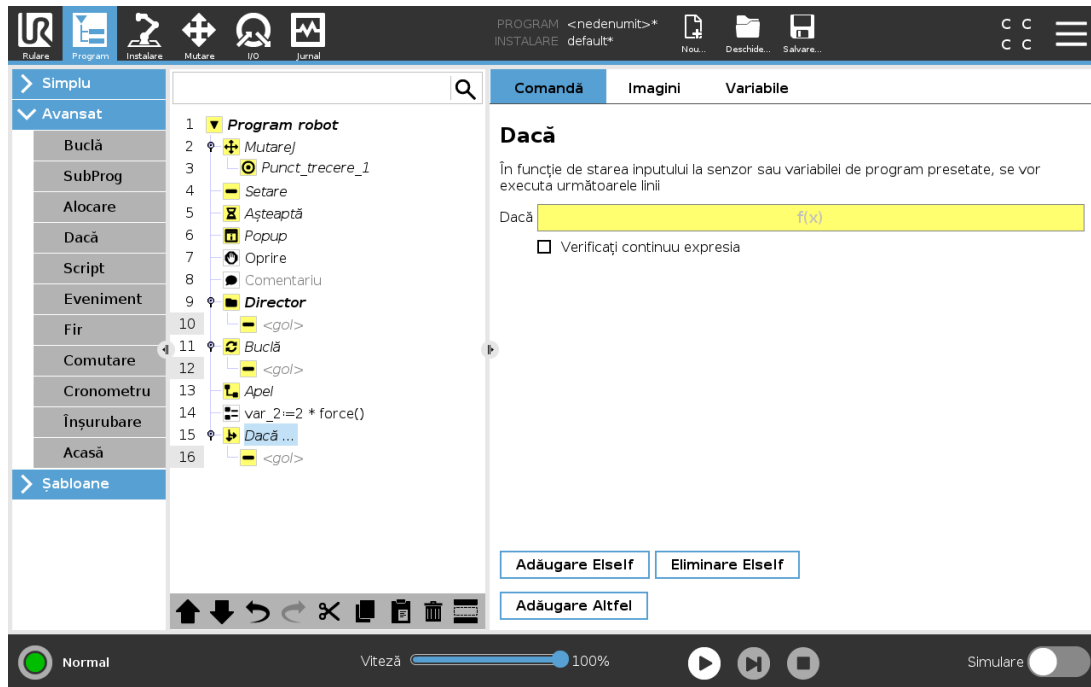 PROGRAM <nedenumit>*
INSTALARE default*
Rulare Program Instalare Mutare I/O Jurnal Nou... Deschide... Salvare...
C C
C C
Simplu
Avansat
Buclă
SubProg
Alocare
Dacă
Script
Eveniment
Fir
Comutare
Cronometru
Înșurubare
Acasă
Șabloane
1 Program robot
2 MutareJ
3 Punct_trecere_1
4 Setare
5 Așteaptă
6 Popup
7 Oprire
8 Comentariu
9 Director
10 <gol>
11 Buclă
12 <gol>
13 Apel
14 var_2≔2 * force()
15 Dacă ...
16 <gol>
Comandă Imagini Variabile
Dacă
În funcție de starea inputului la senzor sau variabilei de program presetate, se vor
executa următoarele linii
Dacă f(x)
Verificați continuu expresia
Adăugare ElseIf Eliminare ElseIf
Adăugare Altfel
Normal Viteză 100% Simulare